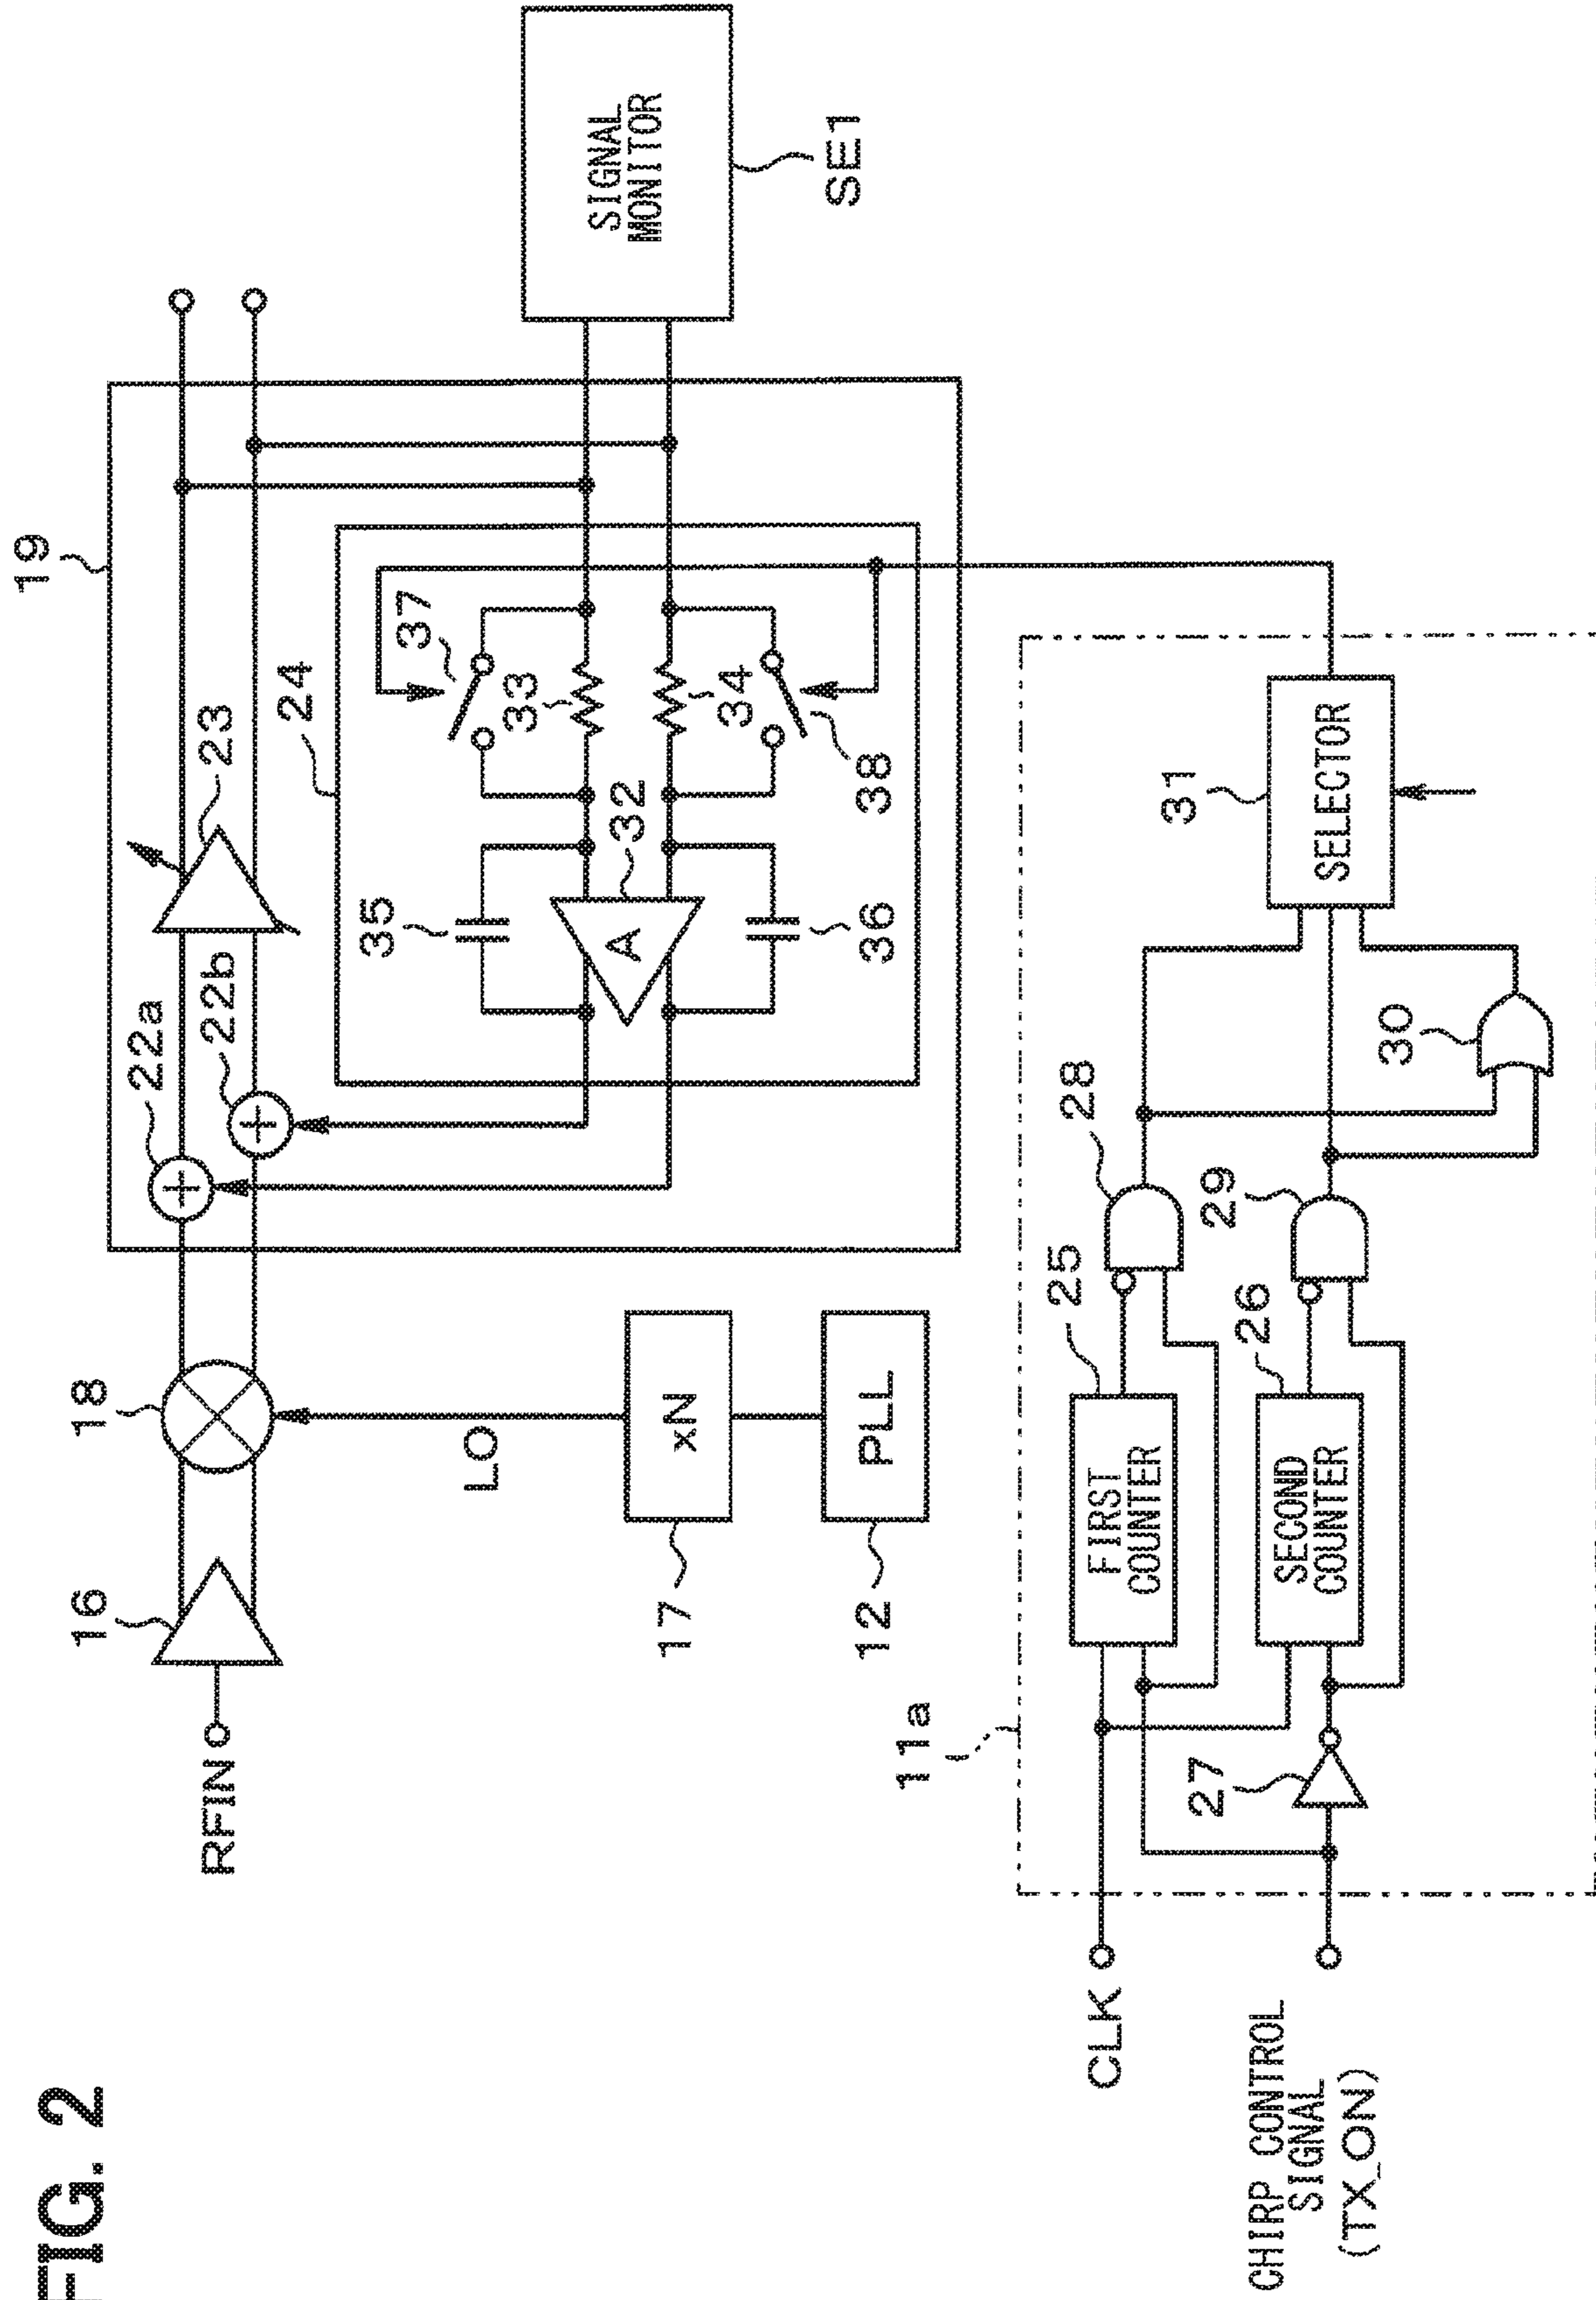 FIG. 2
19
22a
22b
23
18
16
RFIN
24
37
33
35
32
34
36
38
SIGNAL
MONITOR
SE1
LO
xN
17
PLL
12
11a
CLK
CHIRP CONTROL
SIGNAL
(TX_ON)
FIRST
COUNTER
25
28
SECOND
COUNTER
26
29
27
30
31
SELECTOR
A